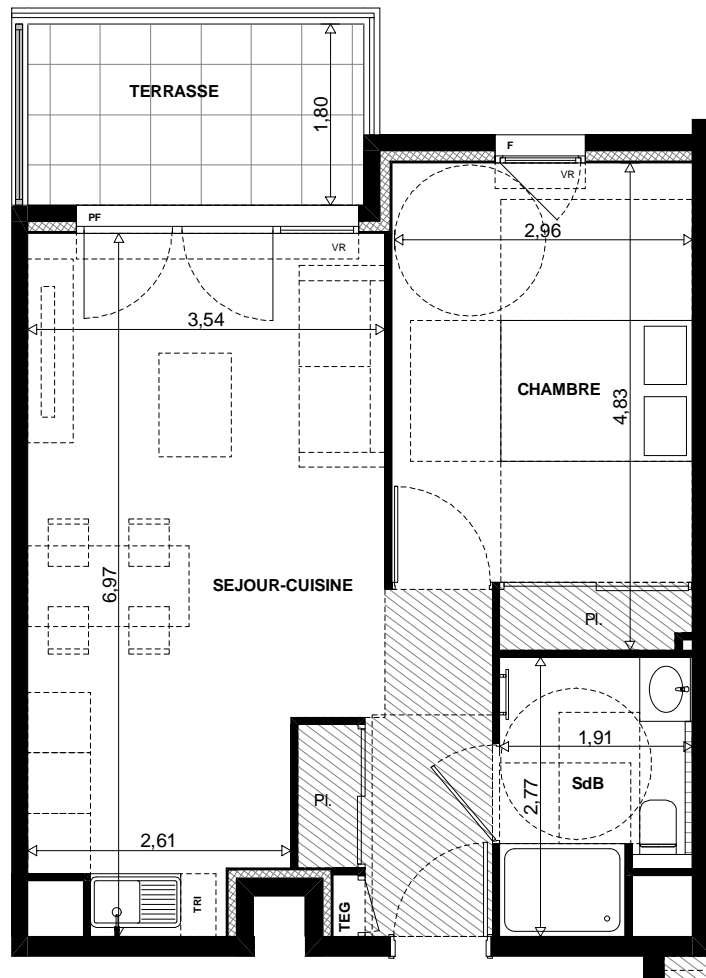 TERRASSE
1,80
F
VR
PF
VR
2,96
3,54
CHAMBRE
4,83
6,97
SEJOUR-CUISINE
Pl.
1,91
SdB
2,77
Pl.
2,61
TRI
TEG